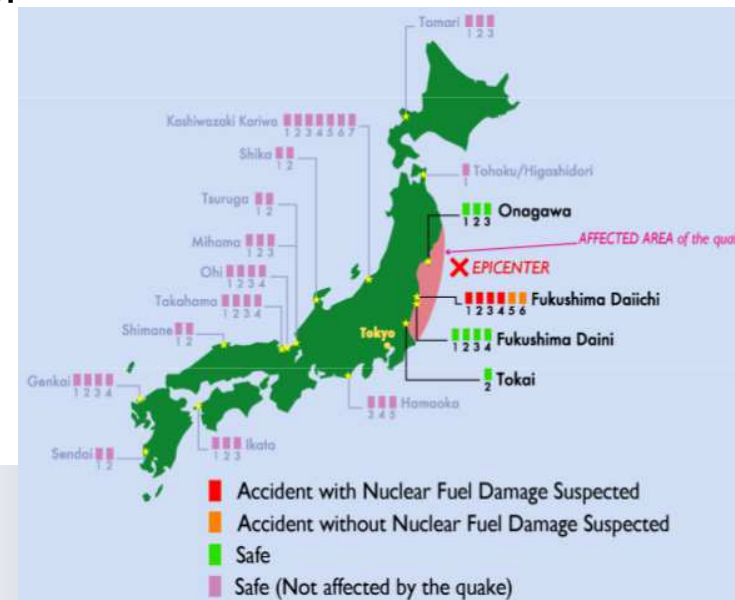 Tomari
1 2 3
Kashiwazaki Kariwa
1 2 3 4 5 6 7
Shika
1 2
Tohoku/Higashidori
1
Tsuruga
1 2
Onagawa
1 2 3
AFFECTED AREA of the qua
Mihama
1 2 3
EPICENTER
Ohi
1 2 3 4
Takahama
1 2 3 4
Fukushima Daiichi
1 2 3 4 5 6
Shimane
1 2
Tokyo
Fukushima Daini
1 2 3 4
Genkai
1 2 3 4
Tokai
2
Hamaoka
3 4 5
Ikata
1 2 3
Sendai
1 2
Accident with Nuclear Fuel Damage Suspected
Accident without Nuclear Fuel Damage Suspected
Safe
Safe (Not affected by the quake)